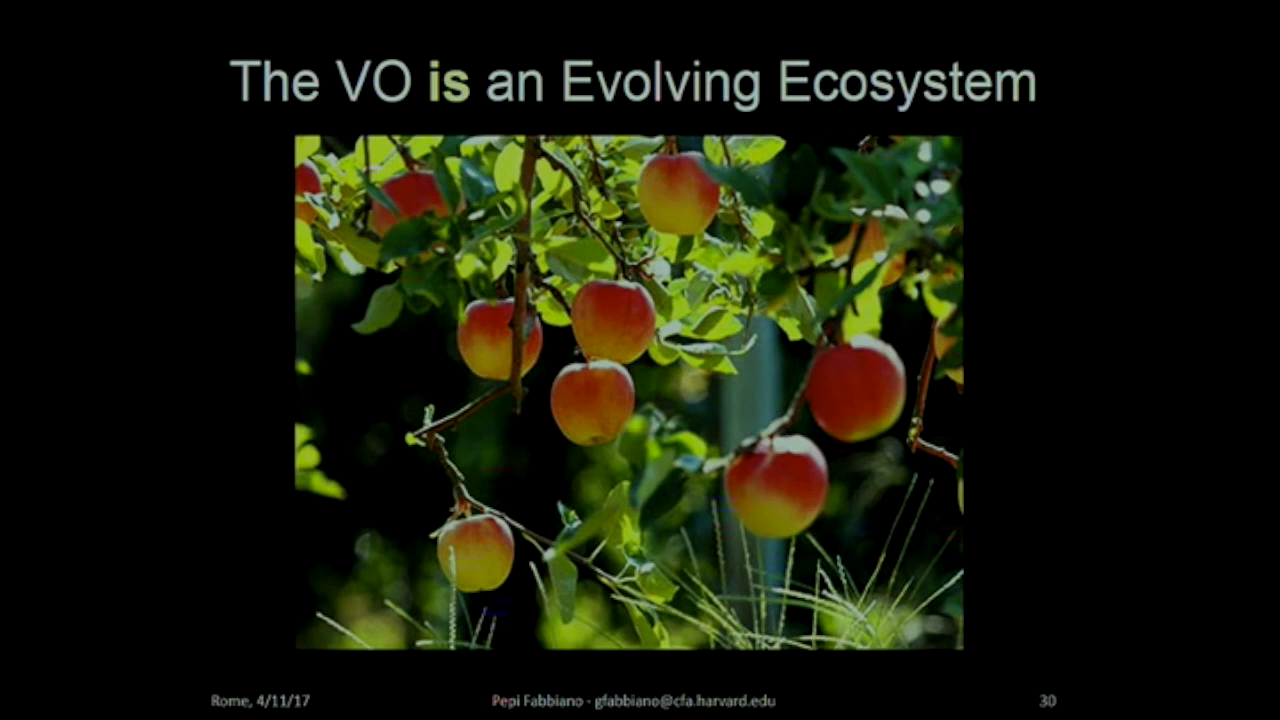 The VO is an Evolving Ecosystem
Rome, 4/11/17
Pepi Fabbiano - gfabbiano@cfa.harvard.edu
30